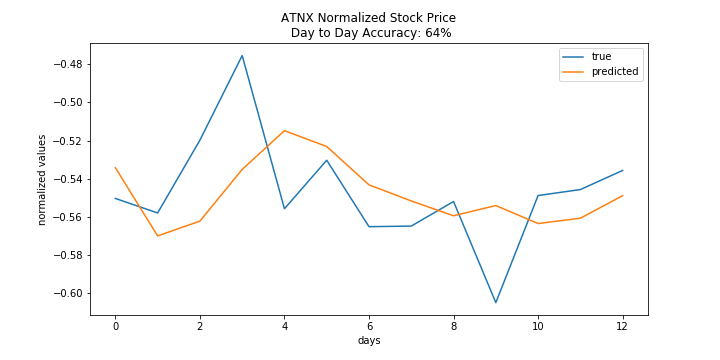 ATNX Normalized Stock Price
Day to Day Accuracy: 64%
true
predicted
normalized values
−0.48
−0.50
−0.52
−0.54
−0.56
−0.58
−0.60
0 2 4 6 8 10 12
days